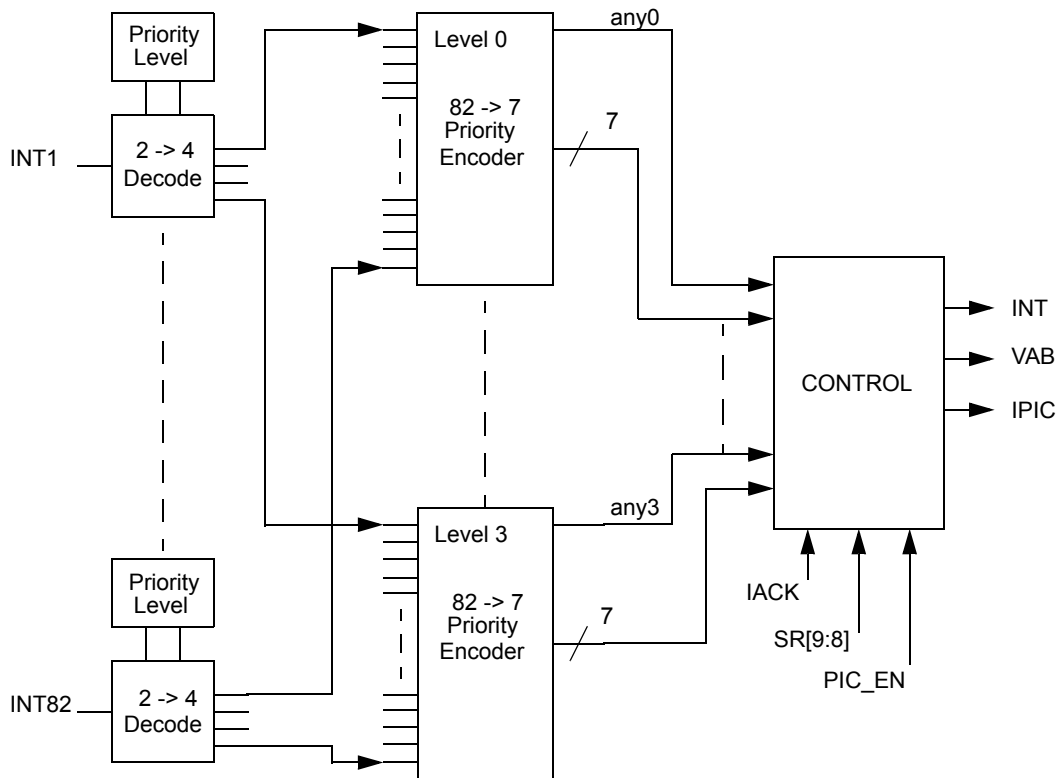 Priority
Level
INT1
2 -> 4
Decode
Level 0
82 -> 7
Priority
Encoder
any0
7
CONTROL
INT
VAB
IPIC
IACK
SR[9:8]
PIC_EN
Priority
Level
INT82
2 -> 4
Decode
Level 3
82 -> 7
Priority
Encoder
any3
7